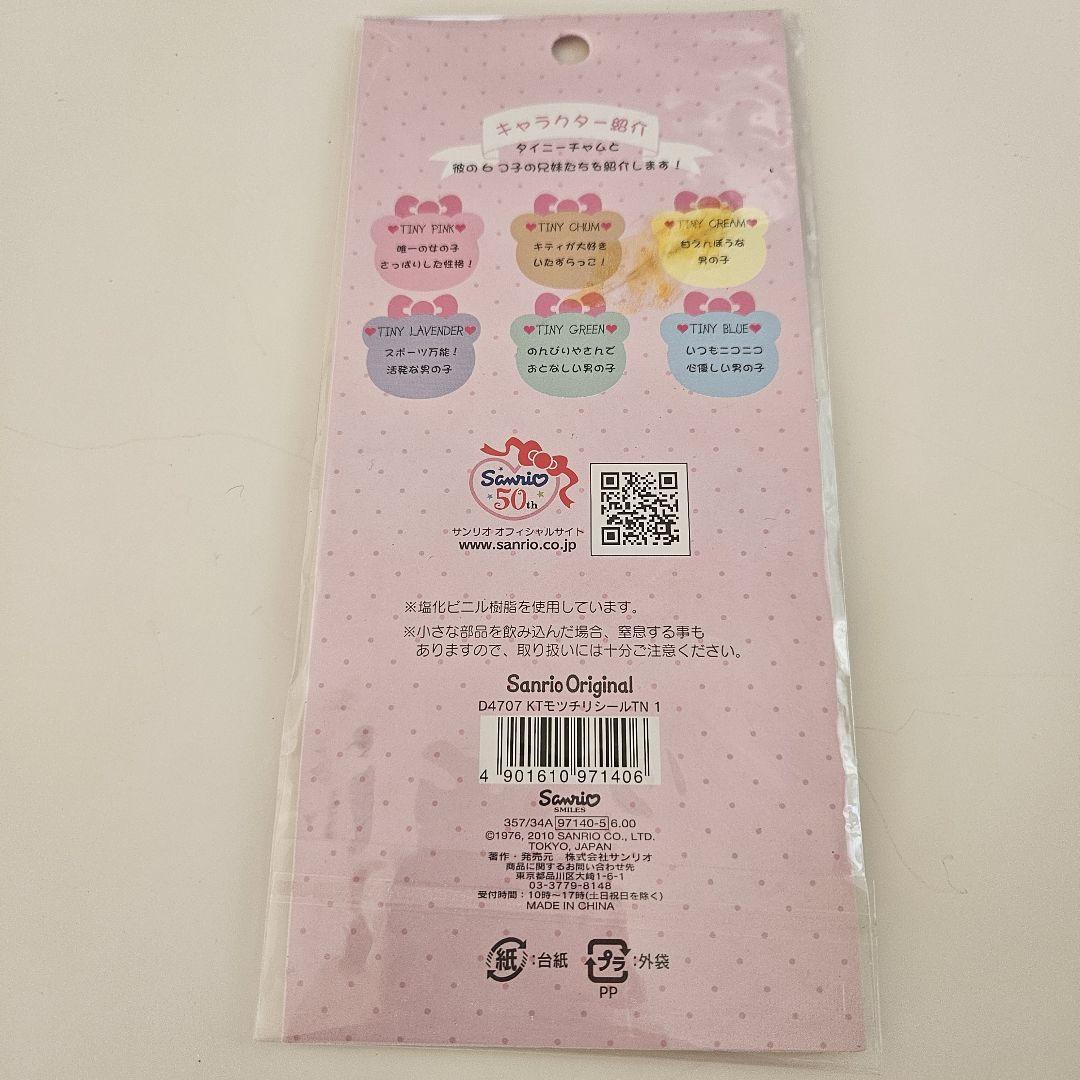 キャラクター紹介
タイニーチャムと
彼の6つ子の兄妹たちを紹介します！
TINY PINK
唯一の女の子
さっぱりした性格！
TINY CHUM
キティが大好き
いたずらっこ！
TINY CREAM
甘えんぼうな
男の子
TINY LAVENDER
スポーツ万能！
活発な男の子
TINY GREEN
のんびりやさんで
おとなしい男の子
TINY BLUE
いつもニコニコ
心優しい男の子
Sanrio
50th
サンリオ オフィシャルサイト
www.sanrio.co.jp
※塩化ビニル樹脂を使用しています。
※小さな部品を飲み込んだ場合、窒息する事も
ありますので、取り扱いには十分ご注意ください。
Sanrio Original
D4707 KTモツチリシールTN 1
4 901610 971406
Sanrio
SMILES
357/34A 97140-5 6.00
©1976, 2010 SANRIO CO., LTD.
TOKYO, JAPAN
著作・発売元 株式会社サンリオ
商品に関するお問い合わせ先
東京都品川区大崎1-6-1
03-3779-8148
受付時間：10時〜17時(土日祝日を除く)
MADE IN CHINA
紙:台紙 プラ:外袋
PP